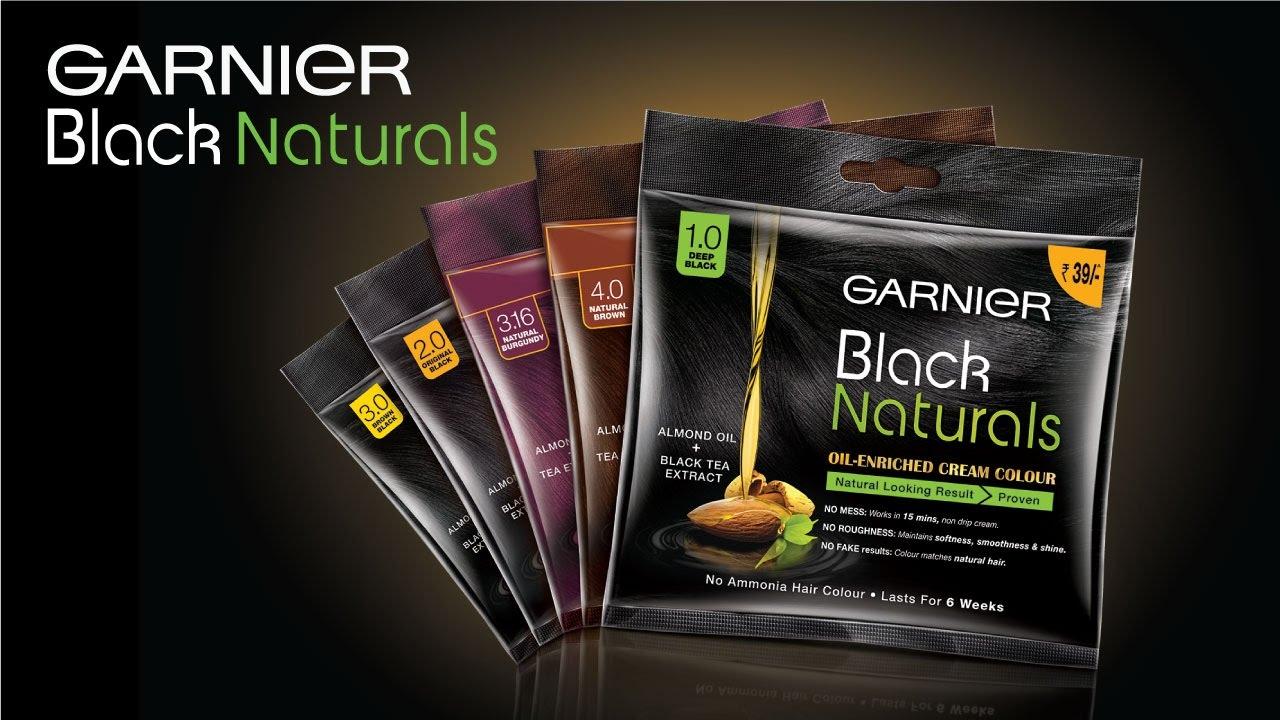 GARNIER
Black Naturals
3.0
BROWN
BLACK
2.0
ORIGINAL
BLACK
3.16
NATURAL
BURGUNDY
4.0
NATURAL
BROWN
1.0
DEEP
BLACK
₹ 39/-^
GARNIER
Black
Naturals
OIL-ENRICHED CREAM COLOUR
Natural Looking Result Proven
ALMOND OIL
+
BLACK TEA
EXTRACT
NO MESS: Works in 15 mins, non drip cream.
NO ROUGHNESS: Maintains softness, smoothness & shine.
NO FAKE results: Colour matches natural hair.
No Ammonia Hair Colour • Lasts For 6 Weeks